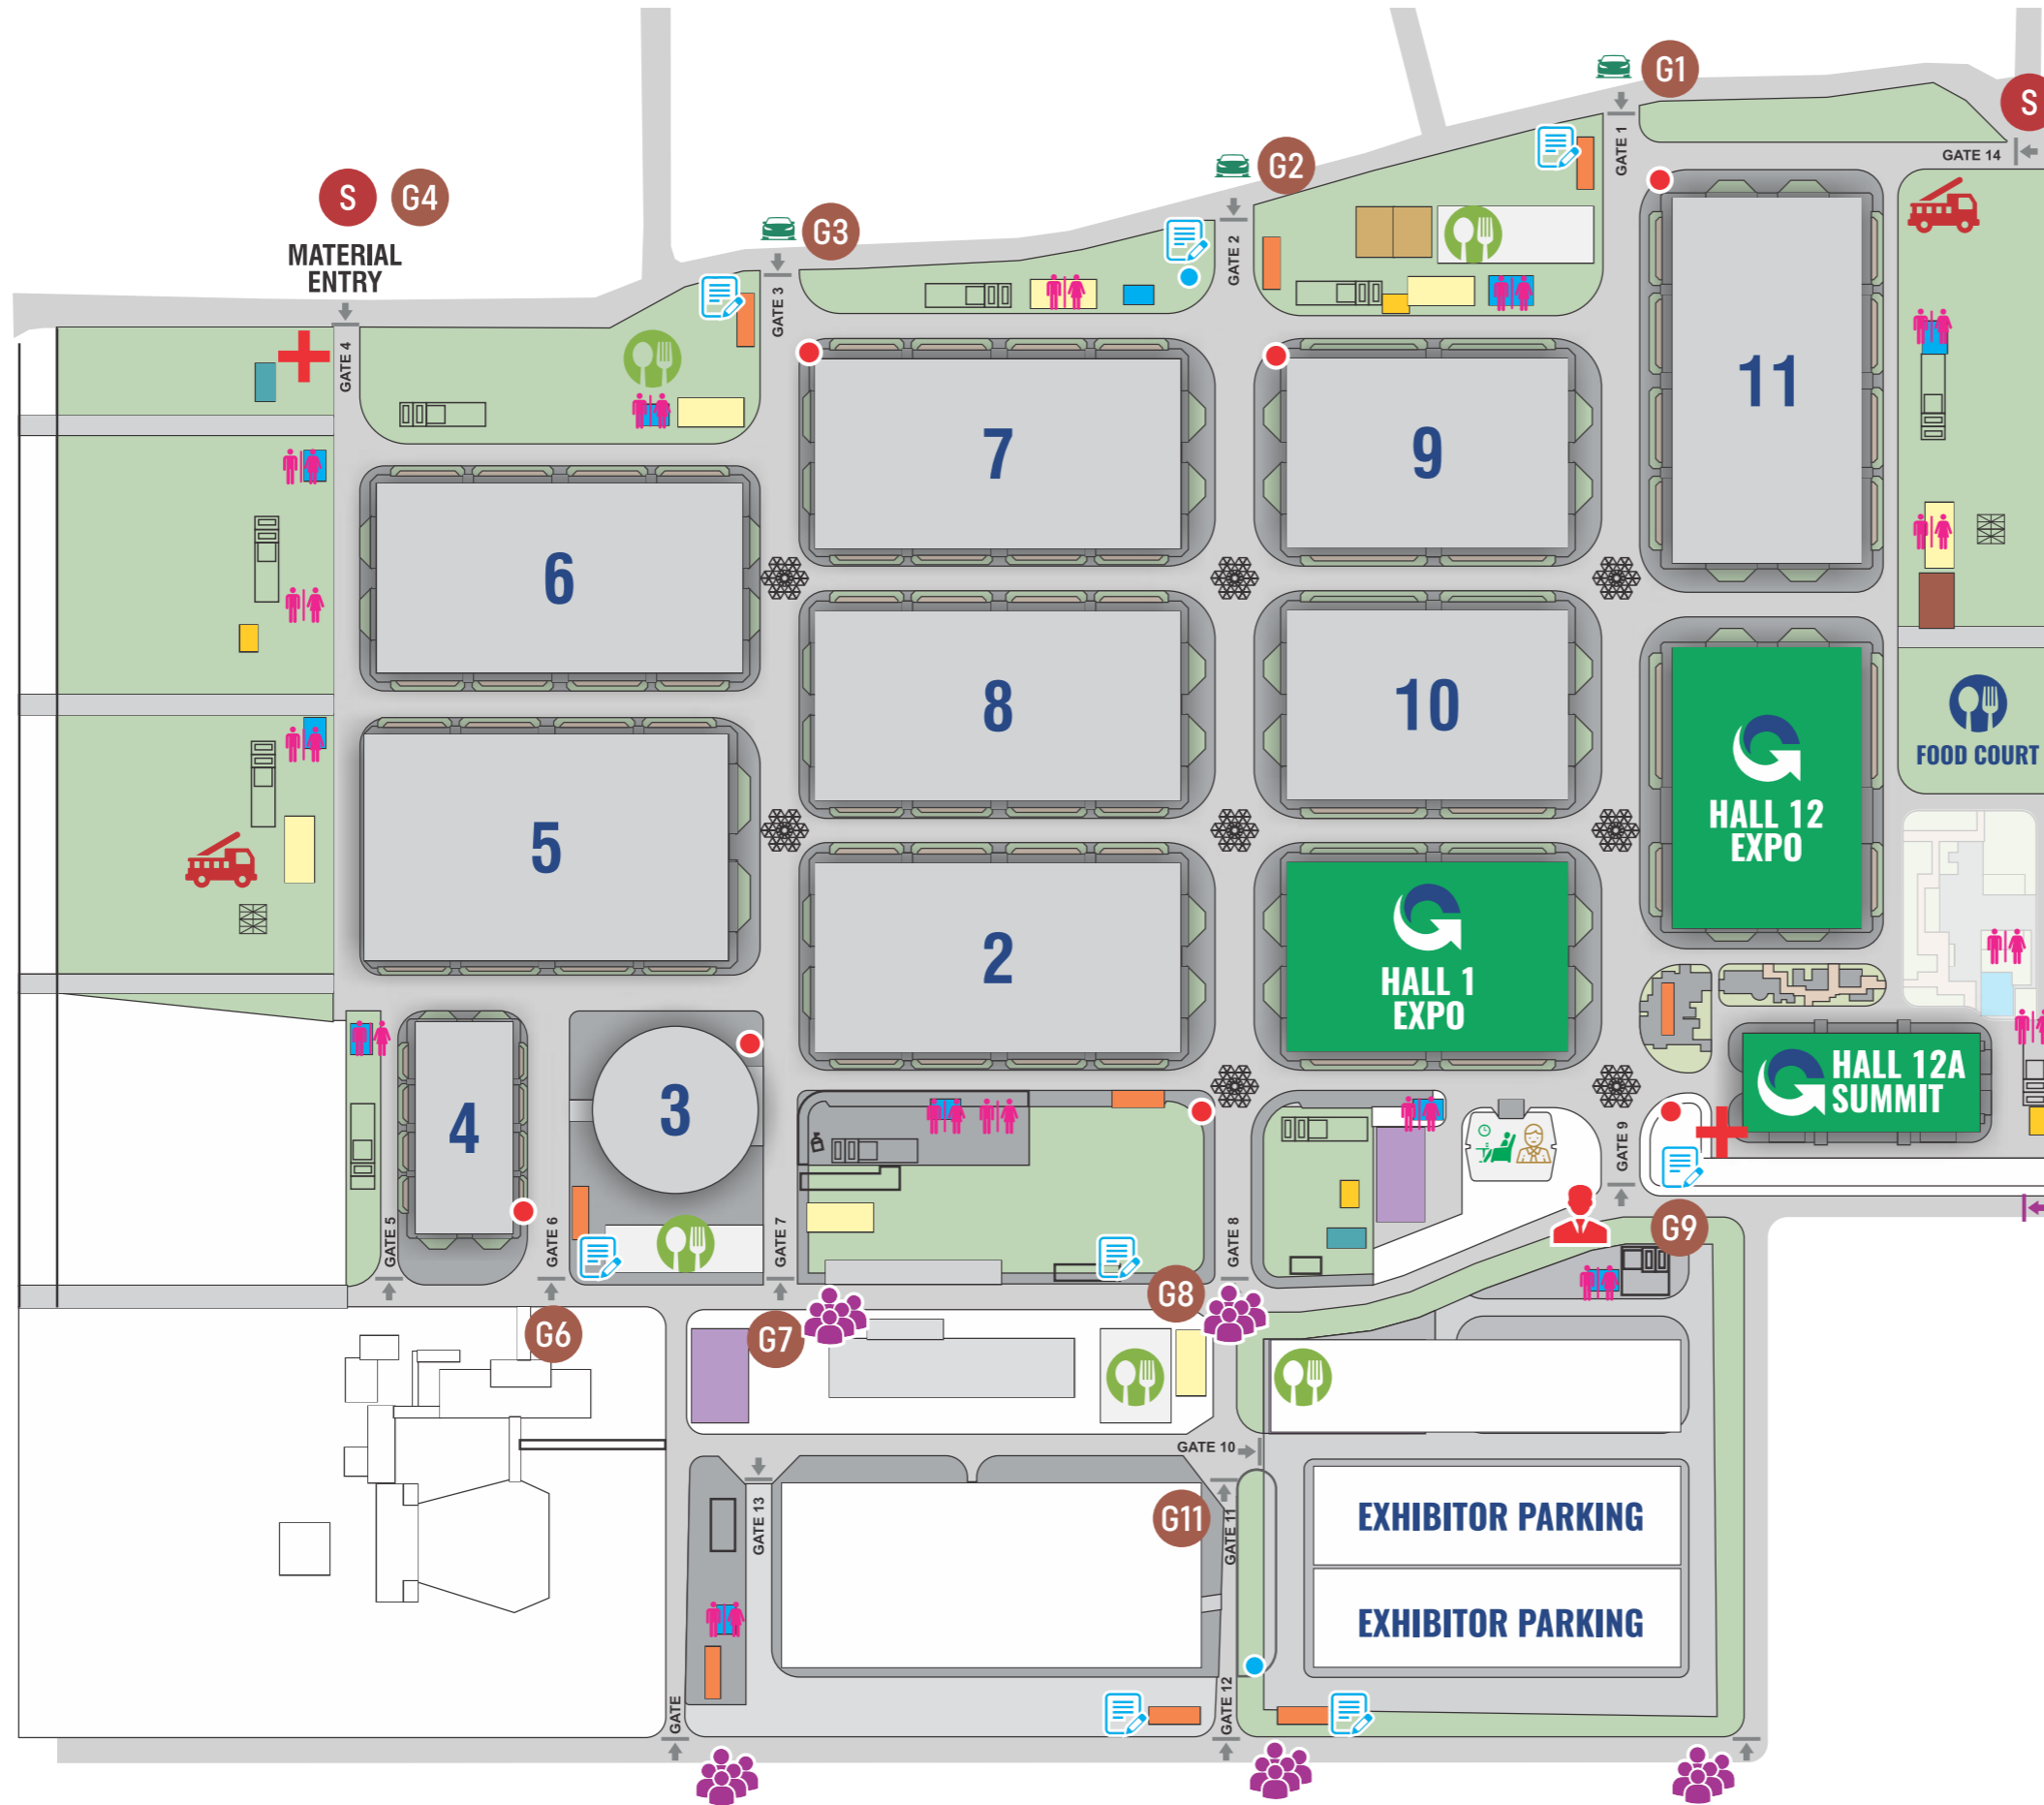 G1
S
GATE 1
GATE 14
G2
S
G4
G3
GATE 2
MATERIAL
ENTRY
GATE 3
GATE 4
11
7
9
6
8
10
FOOD COURT
HALL 12
EXPO
5
2
HALL 1
EXPO
HALL 12A
SUMMIT
4
3
GATE 9
GATE 5
GATE 6
GATE 7
GATE 8
G9
G8
G6
G7
GATE 10
GATE 13
G11
GATE 11
EXHIBITOR PARKING
EXHIBITOR PARKING
GATE
GATE 12